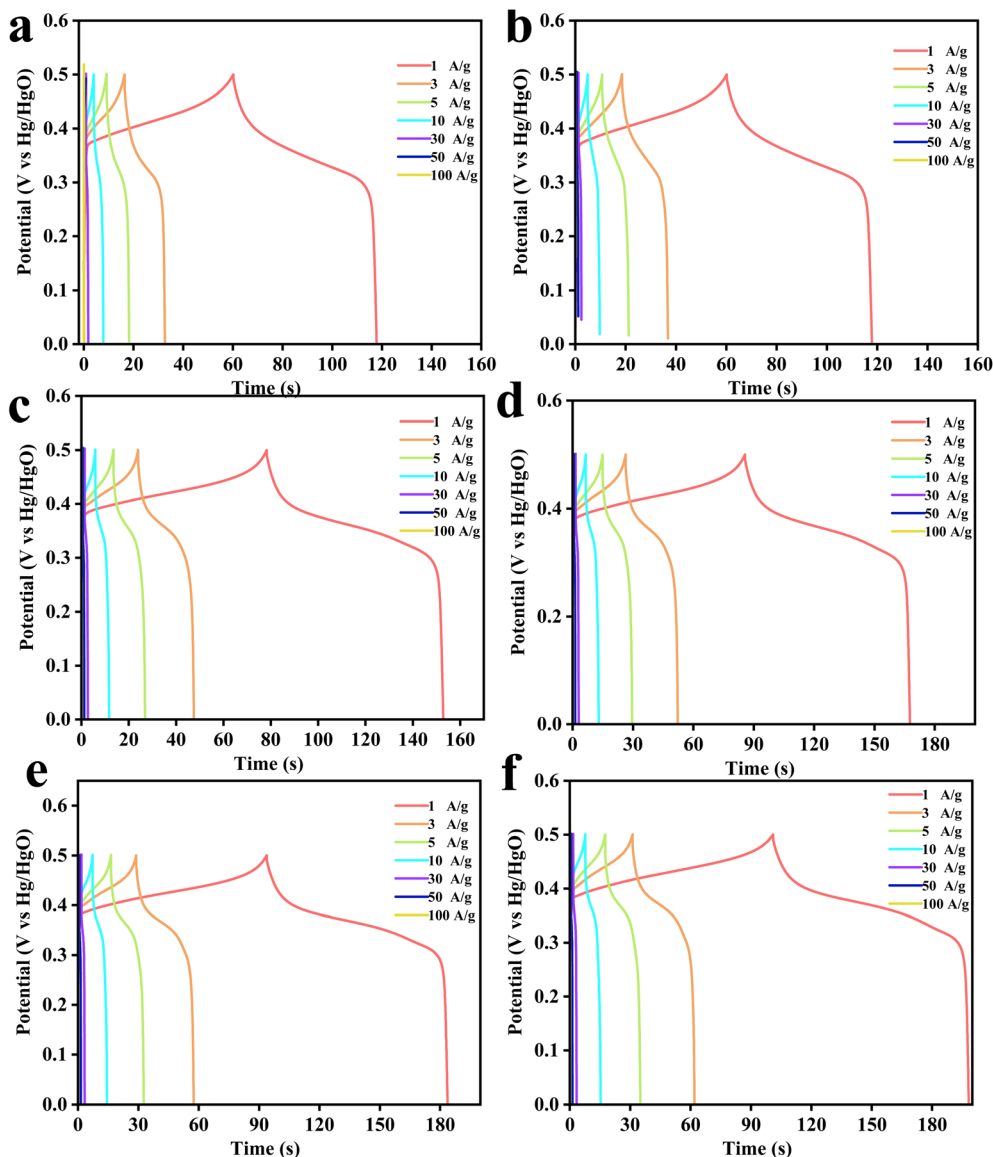 a
0.6
0.5
0.4
0.3
0.2
0.1
0.0
Potential (V vs Hg/HgO)
1 A/g
3 A/g
5 A/g
10 A/g
30 A/g
50 A/g
100 A/g
0 20 40 60 80 100 120 140 160
Time (s)
b
0.6
0.5
0.4
0.3
0.2
0.1
0.0
Potential (V vs Hg/HgO)
1 A/g
3 A/g
5 A/g
10 A/g
30 A/g
50 A/g
100 A/g
0 20 40 60 80 100 120 140 160
Time (s)
c
0.6
0.5
0.4
0.3
0.2
0.1
0.0
Potential (V vs Hg/HgO)
1 A/g
3 A/g
5 A/g
10 A/g
30 A/g
50 A/g
100 A/g
0 20 40 60 80 100 120 140 160
Time (s)
d
0.6
0.4
0.2
0.0
Potential (V vs Hg/HgO)
1 A/g
3 A/g
5 A/g
10 A/g
30 A/g
50 A/g
100 A/g
0 30 60 90 120 150 180
Time (s)
e
0.6
0.5
0.4
0.3
0.2
0.1
0.0
Potential (V vs Hg/HgO)
1 A/g
3 A/g
5 A/g
10 A/g
30 A/g
50 A/g
100 A/g
0 30 60 90 120 150 180
Time (s)
f
0.6
0.5
0.4
0.3
0.2
0.1
0.0
Potential (V vs Hg/HgO)
1 A/g
3 A/g
5 A/g
10 A/g
30 A/g
50 A/g
100 A/g
0 30 60 90 120 150 180
Time (s)